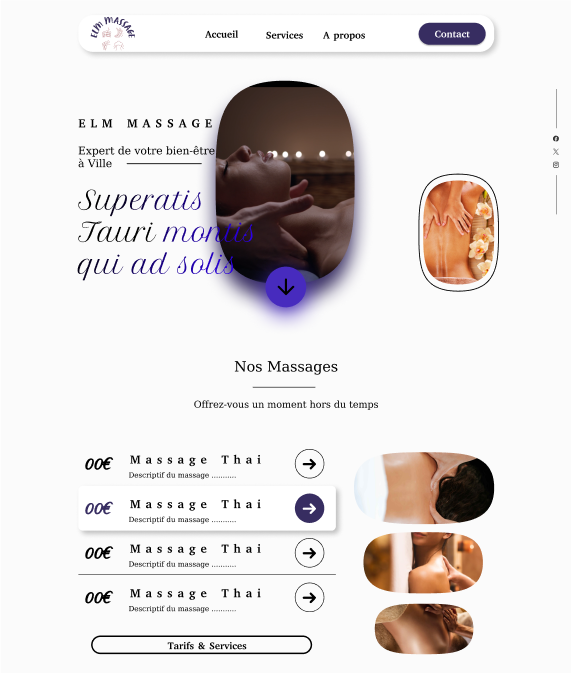 ELM MASSAGE
Accueil
Services
A propos
Contact
ELM MASSAGE
Expert de votre bien-être
à Ville
Superatis
Tauri montis
qui ad solis
Nos Massages
Offrez-vous un moment hors du temps
00€
Massage Thai
Descriptif du massage ...........
00€
Massage Thai
Descriptif du massage ...........
00€
Massage Thai
Descriptif du massage ...........
00€
Massage Thai
Descriptif du massage ...........
Tarifs & Services